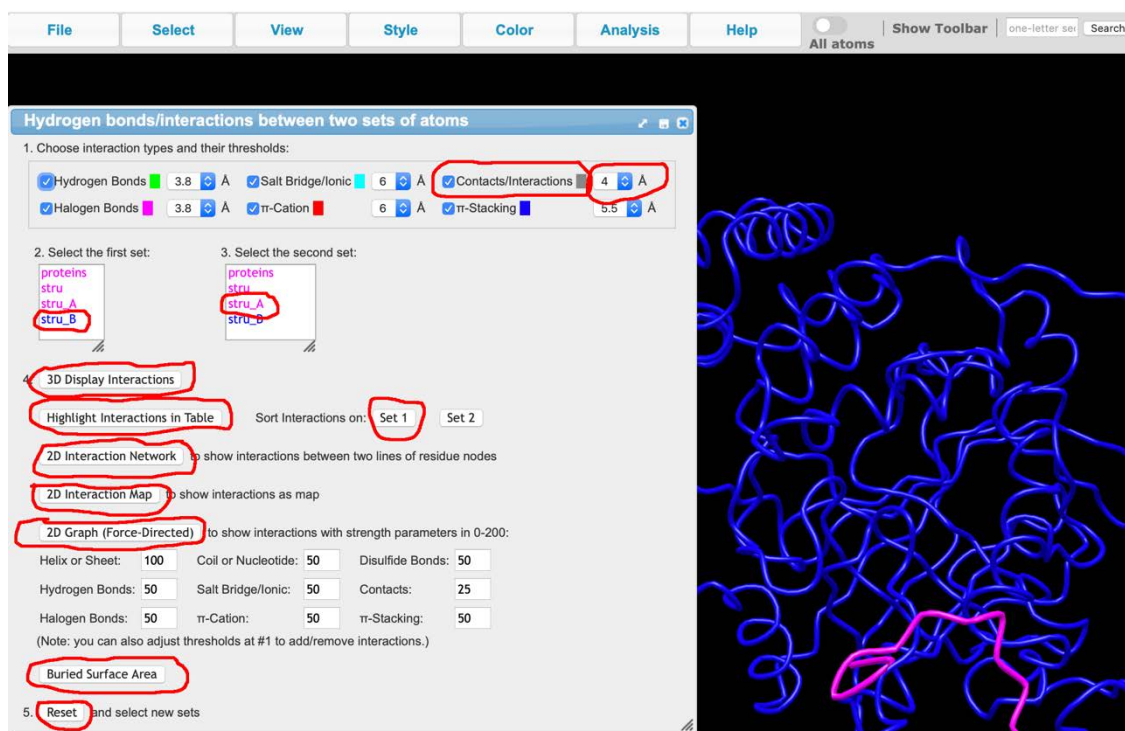 File Select View Style Color Analysis Help All atoms Show Toolbar one-letter se Search
Hydrogen bonds/interactions between two sets of atoms
1. Choose interaction types and their thresholds:
Hydrogen Bonds 3.8 Å Salt Bridge/Ionic 6 Å Contacts/Interactions 4 Å
Halogen Bonds 3.8 Å π-Cation 6 Å π-Stacking 5.5 Å
2. Select the first set: 3. Select the second set:
proteins proteins
stru stru
stru_A stru_A
stru_B stru_B
4. 3D Display Interactions
Highlight Interactions in Table Sort Interactions on: Set 1 Set 2
2D Interaction Network to show interactions between two lines of residue nodes
2D Interaction Map to show interactions as map
2D Graph (Force-Directed) to show interactions with strength parameters in 0-200:
Helix or Sheet: 100 Coil or Nucleotide: 50 Disulfide Bonds: 50
Hydrogen Bonds: 50 Salt Bridge/Ionic: 50 Contacts: 25
Halogen Bonds: 50 π-Cation: 50 π-Stacking: 50
(Note: you can also adjust thresholds at #1 to add/remove interactions.)
Buried Surface Area
5. Reset and select new sets